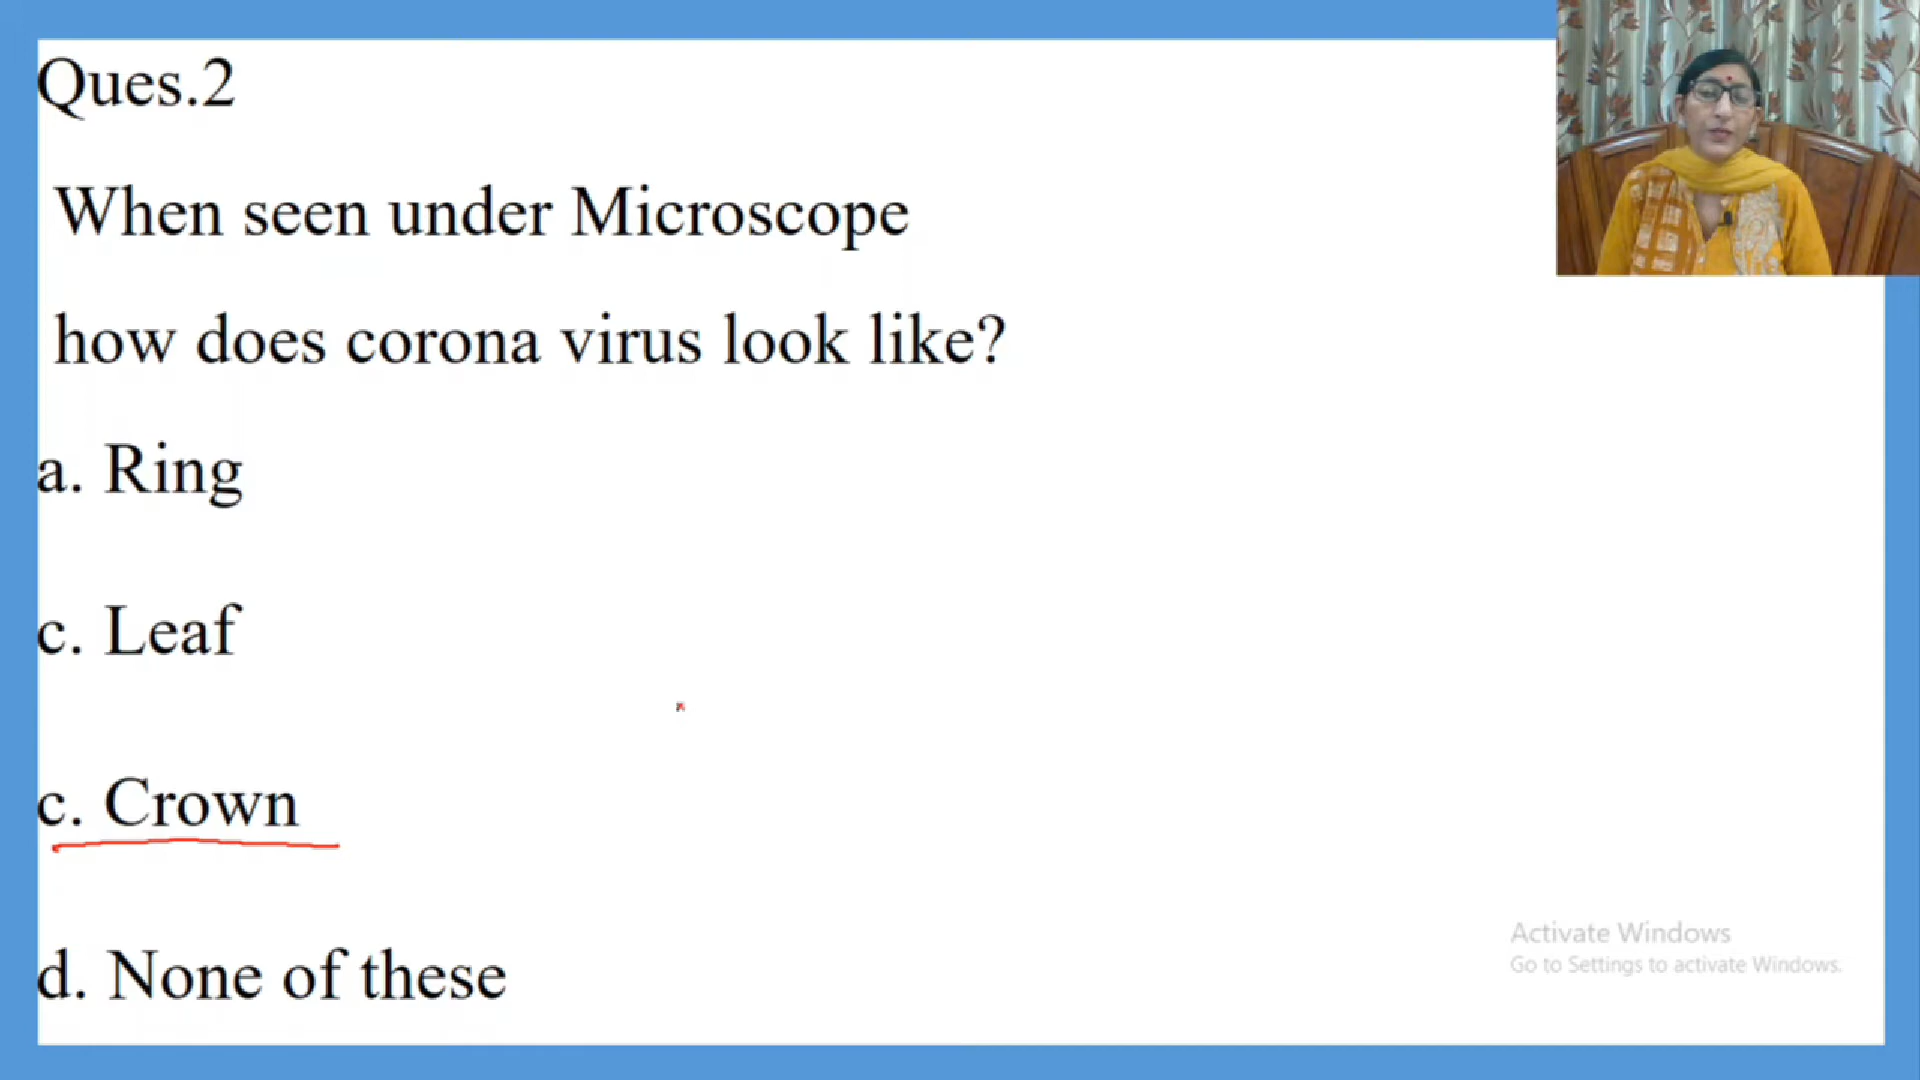 Ques.2
When seen under Microscope
how does corona virus look like?
a. Ring
c. Leaf
c. Crown
d. None of these
Activate Windows
Go to Settings to activate Windows.